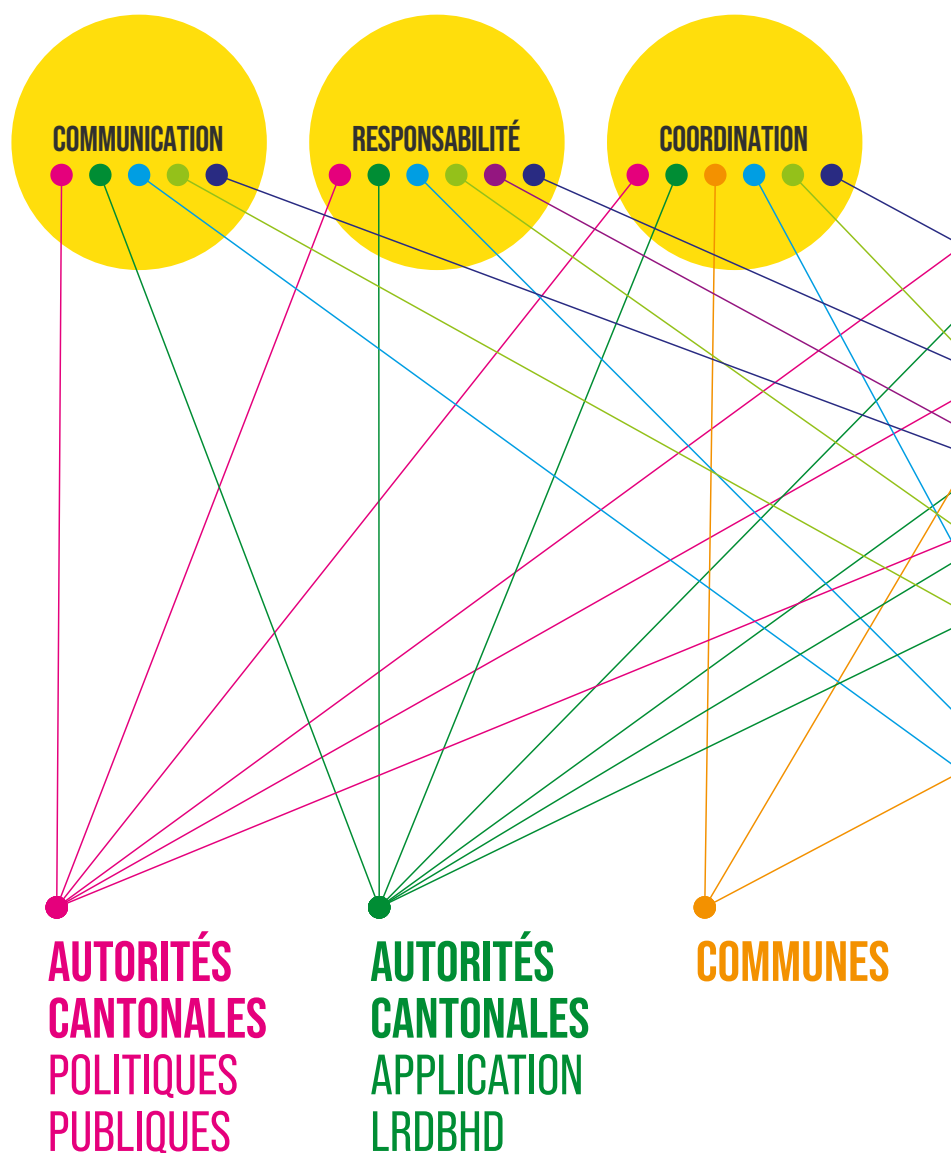 COMMUNICATION
RESPONSABILITÉ
COORDINATION
AUTORITÉS
CANTONALES
POLITIQUES
PUBLIQUES
AUTORITÉS
CANTONALES
APPLICATION
LRDBHD
COMMUNES